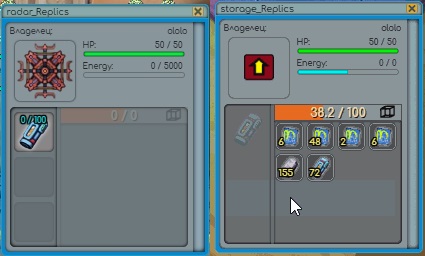 radar_Replics
Владелец: ololo
HP: 50 / 50
Energy: 0 / 5000
0/100
0 / 0
storage_Replics
Владелец: ololo
HP: 50 / 50
Energy: 0 / 0
38.2 / 100
6 48 2 6
155 72